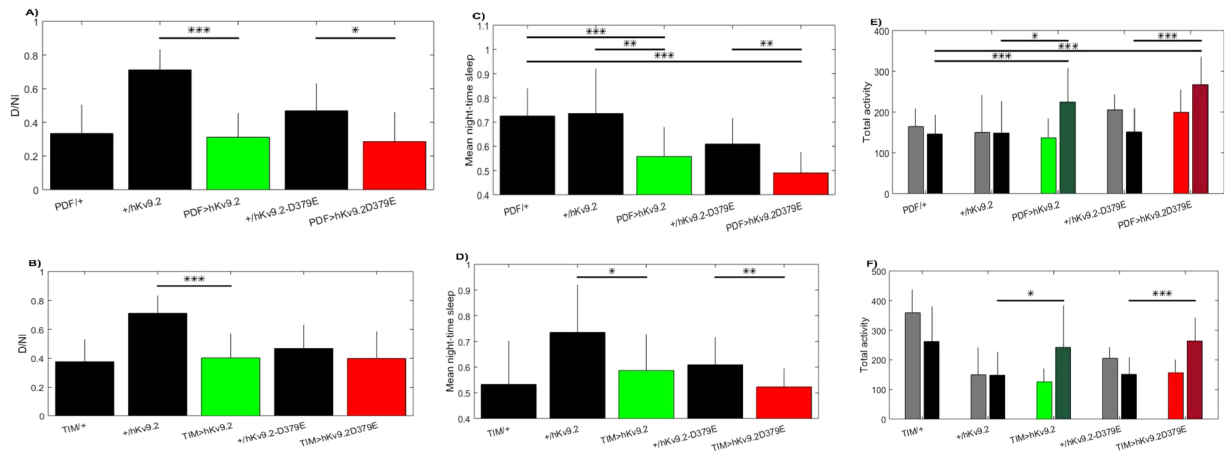 A)
D/NI
1
0.8
0.6
0.4
0.2
0
***
*
PDF/+
+/hKv9.2
PDF>hKv9.2
+/hKv9.2-D379E
PDF>hKv9.2D379E
B)
D/NI
1
0.8
0.6
0.4
0.2
0
***
TIM/+
+/hKv9.2
TIM>hKv9.2
+/hKv9.2-D379E
TIM>hKv9.2D379E
C)
Mean night-time sleep
1.1
1
0.9
0.8
0.7
0.6
0.5
0.4
***
**
**
***
PDF/+
+/hKv9.2
PDF>hKv9.2
+/hKv9.2-D379E
PDF>hKv9.2D379E
D)
Mean night-time sleep
1
0.9
0.8
0.7
0.6
0.5
0.4
*
**
TIM/+
+/hKv9.2
TIM>hKv9.2
+/hKv9.2-D379E
TIM>hKv9.2D379E
E)
Total activity
400
300
200
100
0
*
***
***
***
PDF/+
+/hKv9.2
PDF>hKv9.2
+/hKv9.2-D379E
PDF>hKv9.2D379E
F)
Total activity
500
400
300
200
100
0
*
***
TIM/+
+/hKv9.2
TIM>hKv9.2
+/hKv9.2-D379E
TIM>hKv9.2D379E